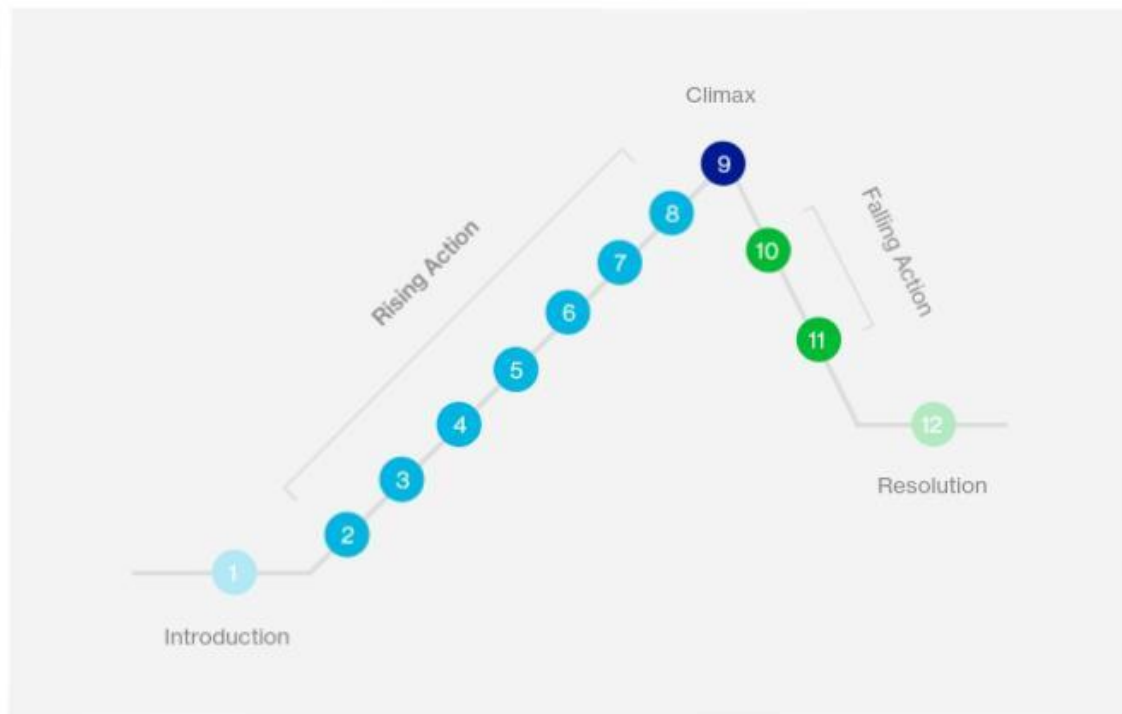 Climax
9
8
Falling Action
10
7
Rising Action
6
11
5
4
12
3
Resolution
2
1
Introduction